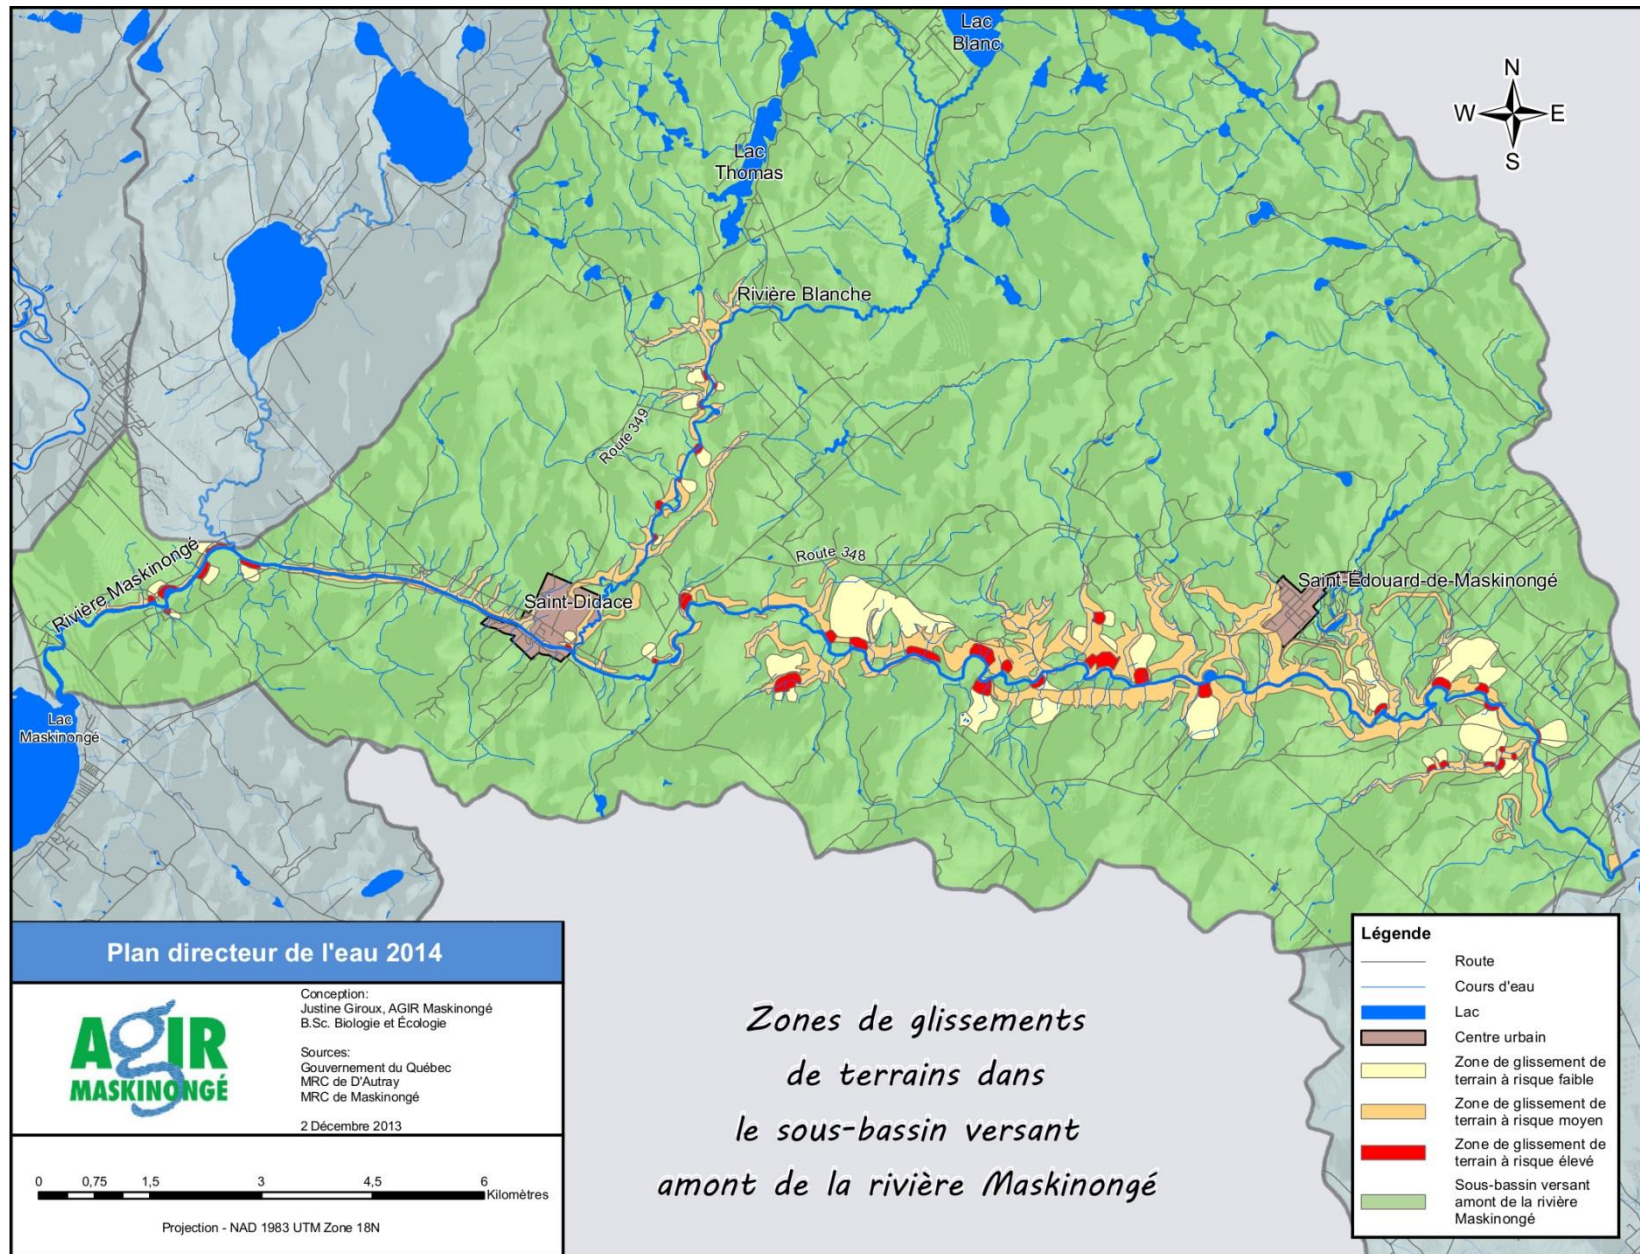 Lac
Blanc
N
W E
S
Lac
Thomas
Rivière Blanche
Route 349
Route 348
Rivière Maskinongé
Saint-Didace
Saint-Édouard-de-Maskinongé
Lac
Maskinongé
Plan directeur de l'eau 2014
AGIR
MASKINONGÉ
Conception:
Justine Giroux, AGIR Maskinongé
B.Sc. Biologie et Écologie
Sources:
Gouvernement du Québec
MRC de D'Autray
MRC de Maskinongé
2 Décembre 2013
0 0,75 1,5 3 4,5 6
Kilomètres
Projection - NAD 1983 UTM Zone 18N
Zones de glissements
de terrains dans
le sous-bassin versant
amont de la rivière Maskinongé
Légende
Route
Cours d'eau
Lac
Centre urbain
Zone de glissement de
terrain à risque faible
Zone de glissement de
terrain à risque moyen
Zone de glissement de
terrain à risque élevé
Sous-bassin versant
amont de la rivière
Maskinongé